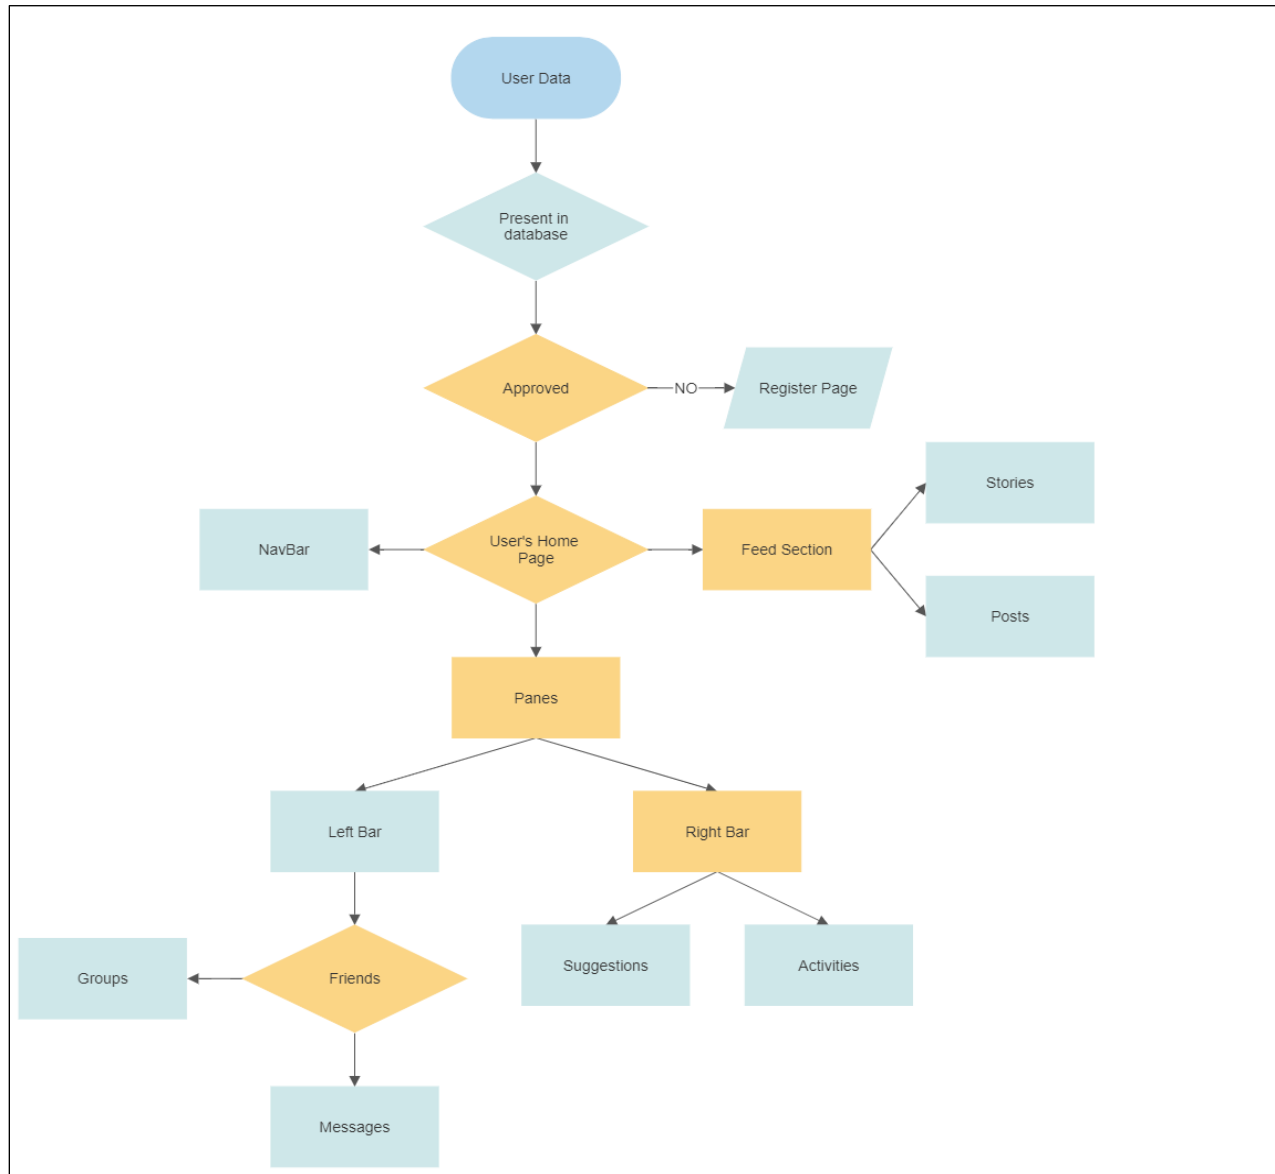 User Data
Present in
database
Approved
NO
Register Page
Stories
NavBar
User's Home
Page
Feed Section
Posts
Panes
Left Bar
Right Bar
Groups
Friends
Suggestions
Activities
Messages